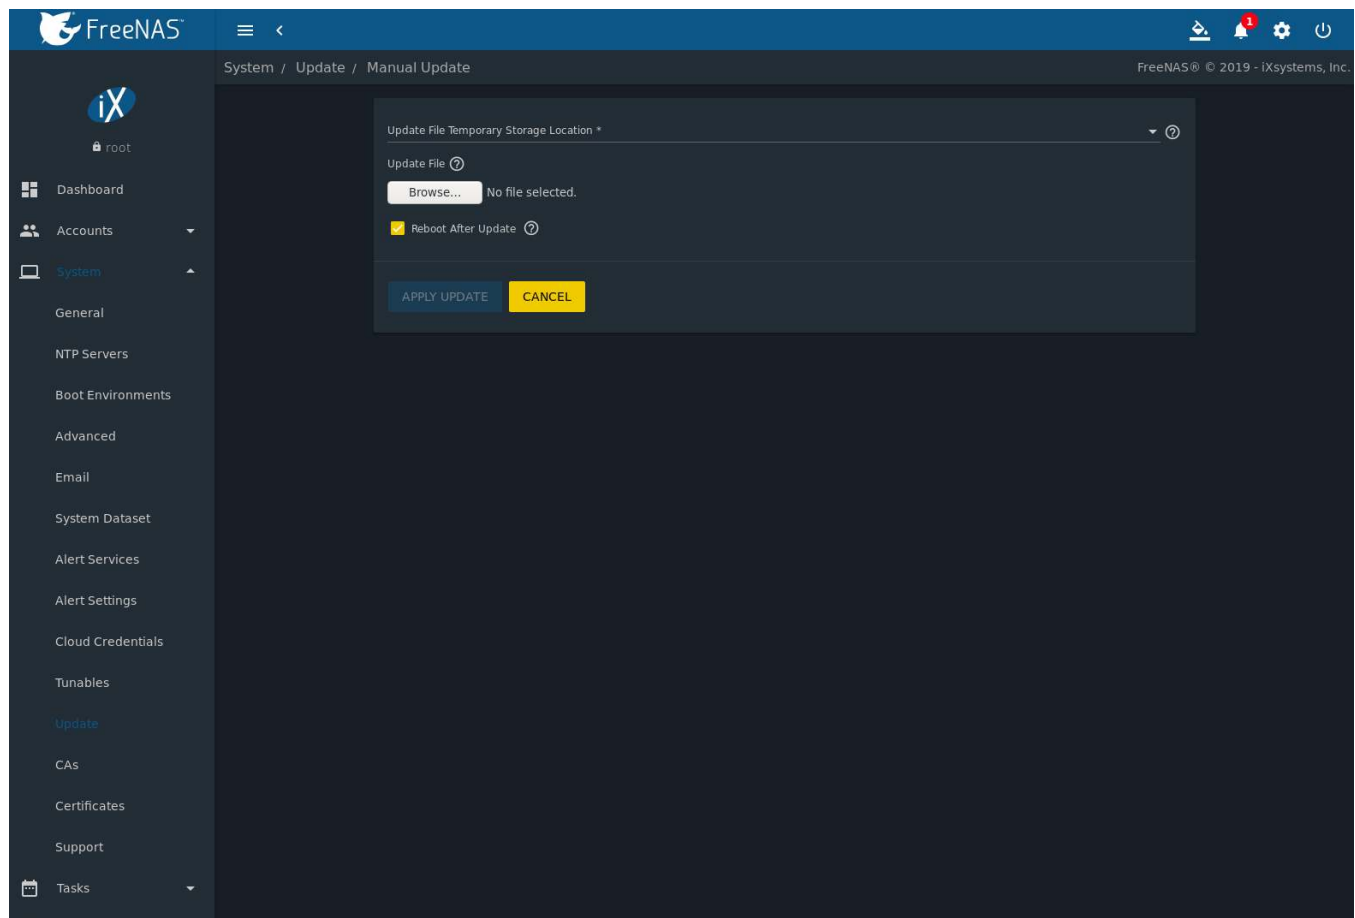 FreeNAS™
1
System / Update / Manual Update
FreeNAS® © 2019 - iXsystems, Inc.
iX
root
Dashboard
Accounts
System
General
NTP Servers
Boot Environments
Advanced
Email
System Dataset
Alert Services
Alert Settings
Cloud Credentials
Tunables
Update
CAs
Certificates
Support
Tasks
Update File Temporary Storage Location *
Update File
Browse... No file selected.
Reboot After Update
APPLY UPDATE CANCEL